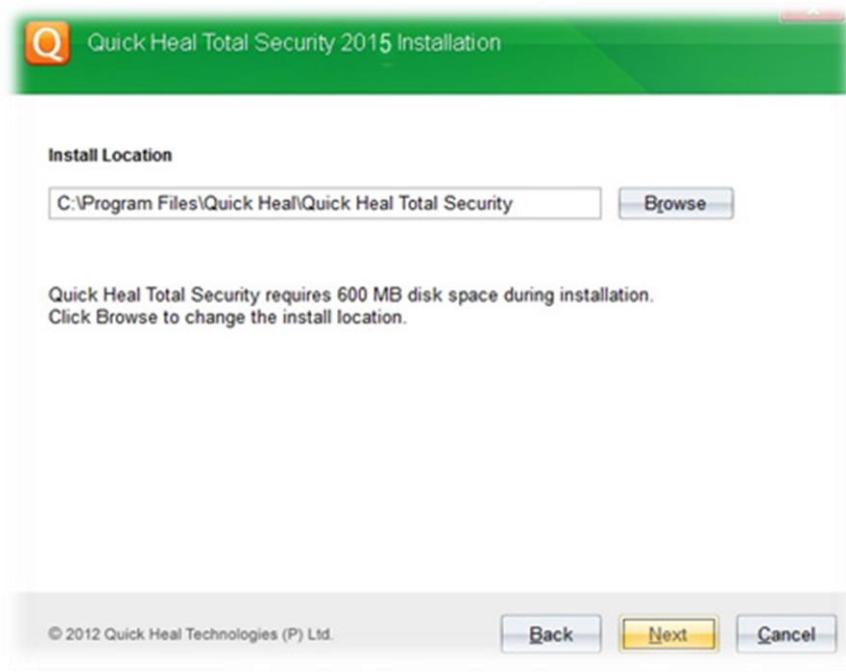 Q
Quick Heal Total Security 2015 Installation
Install Location
C:\Program Files\Quick Heal\Quick Heal Total Security
Browse
Quick Heal Total Security requires 600 MB disk space during installation.
Click Browse to change the install location.
© 2012 Quick Heal Technologies (P) Ltd.
Back
Next
Cancel